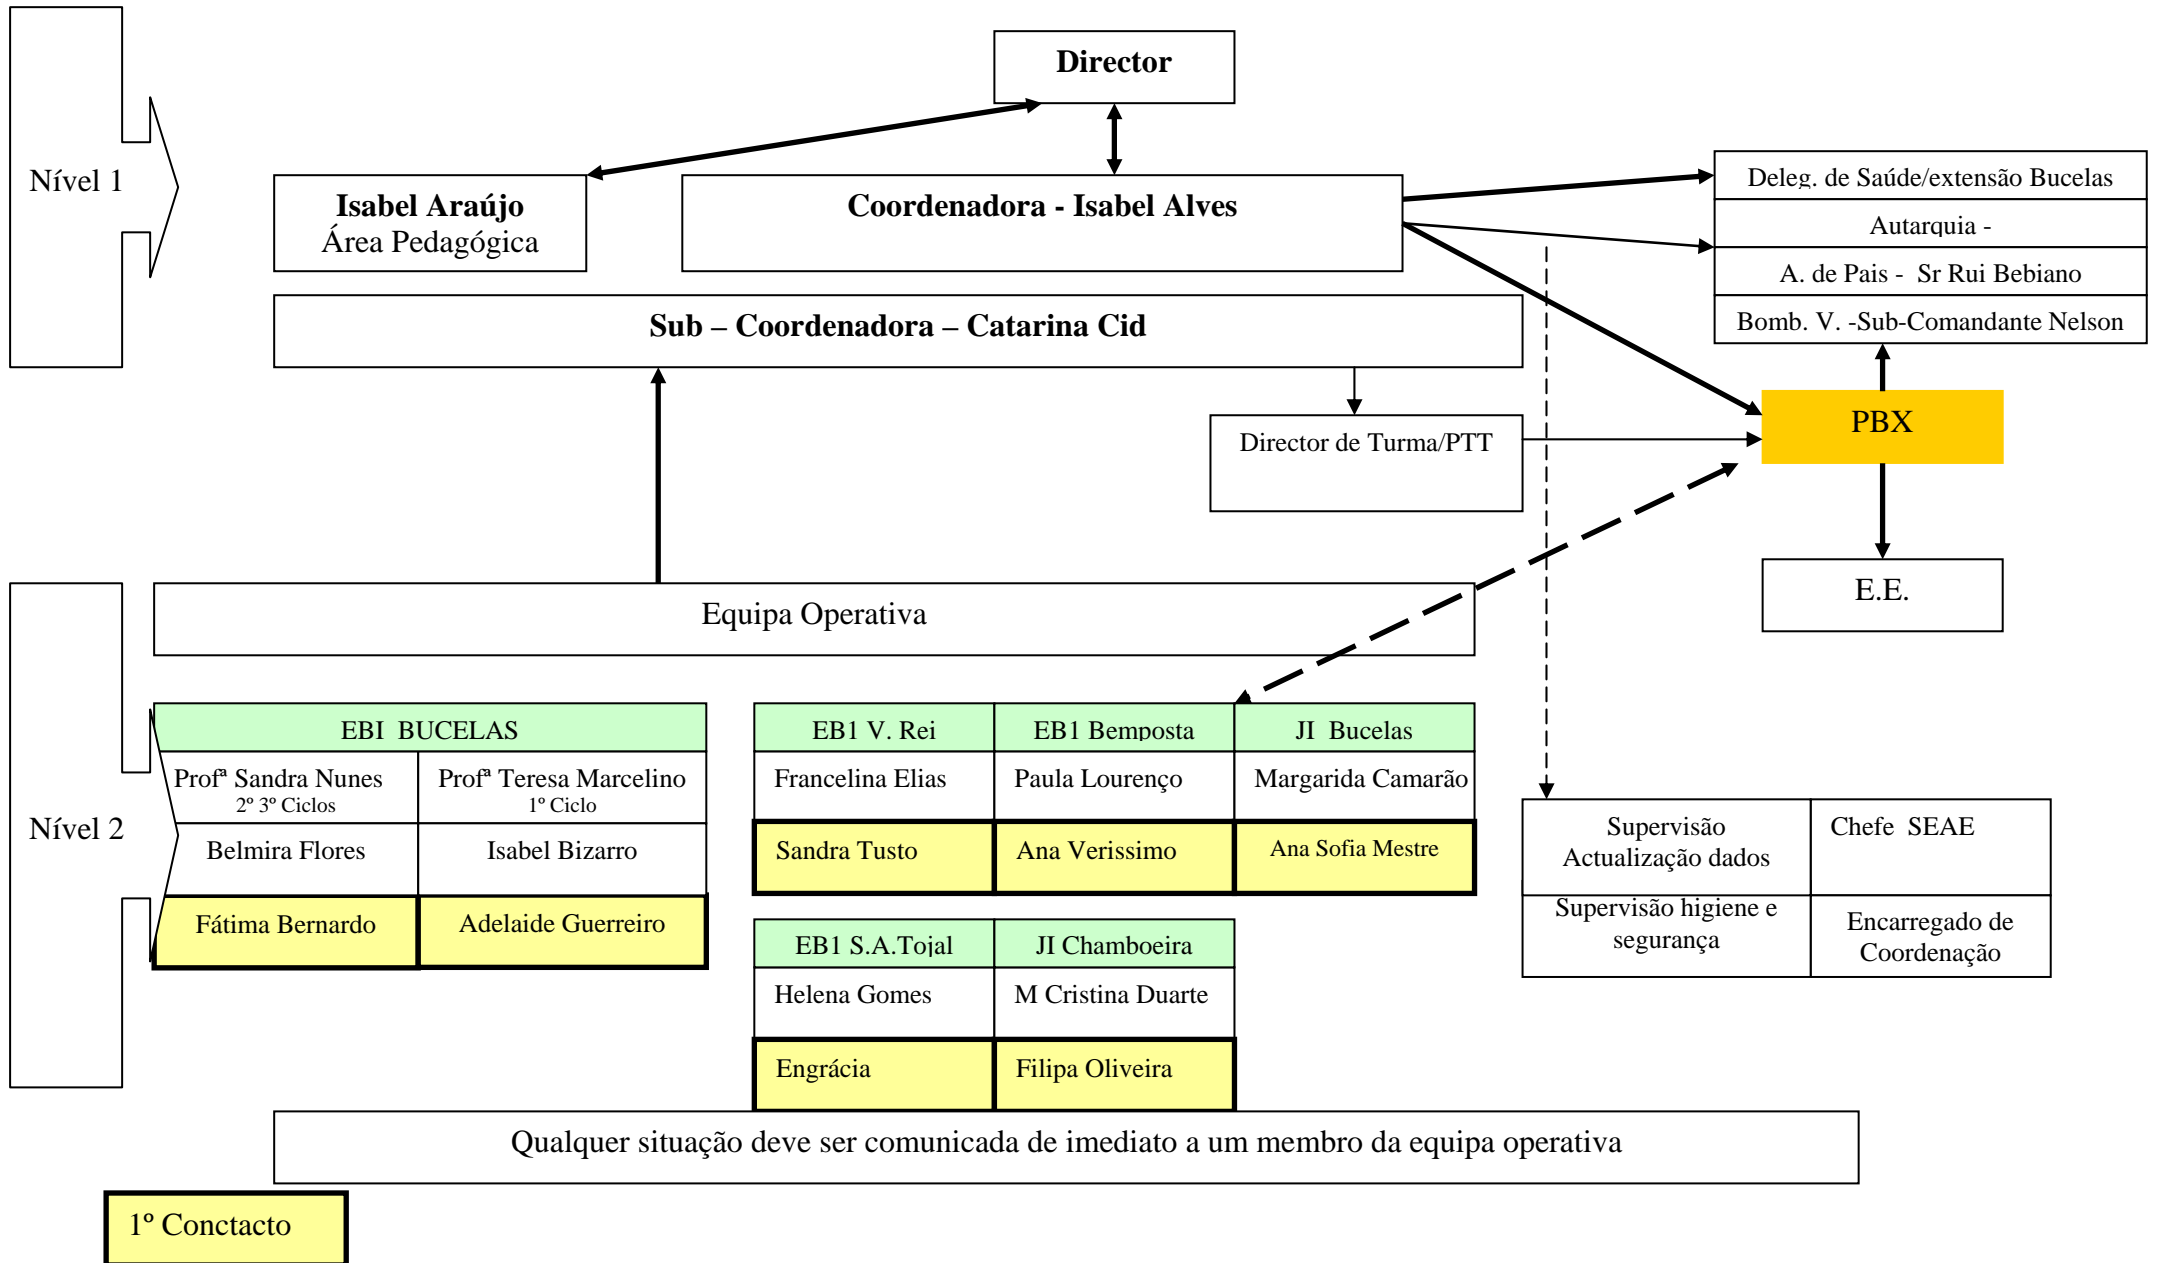 Director
Nível 1
Isabel Araújo
Área Pedagógica
Coordenadora - Isabel Alves
Deleg. de Saúde/extensão Bucelas
Autarquia -
A. de Pais -  Sr Rui Bebiano
Bomb. V. -Sub-Comandante Nelson
Sub – Coordenadora – Catarina Cid
Director de Turma/PTT
PBX
E.E.
Nível 2
Equipa Operativa
EBI  BUCELAS
Profª Sandra Nunes
2º 3º Ciclos
Profª Teresa Marcelino
1º Ciclo
Belmira Flores
Isabel Bizarro
Fátima Bernardo
Adelaide Guerreiro
EB1 V. Rei
EB1 Bemposta
JI  Bucelas
Francelina Elias
Paula Lourenço
Margarida Camarão
Sandra Tusto
Ana Verissimo
Ana Sofia Mestre
EB1 S.A.Tojal
JI Chamboeira
Helena Gomes
M Cristina Duarte
Engrácia
Filipa Oliveira
Supervisão
Actualização dados
Chefe  SEAE
Supervisão higiene e
segurança
Encarregado de
Coordenação
Qualquer situação deve ser comunicada de imediato a um membro da equipa operativa
1º Conctacto